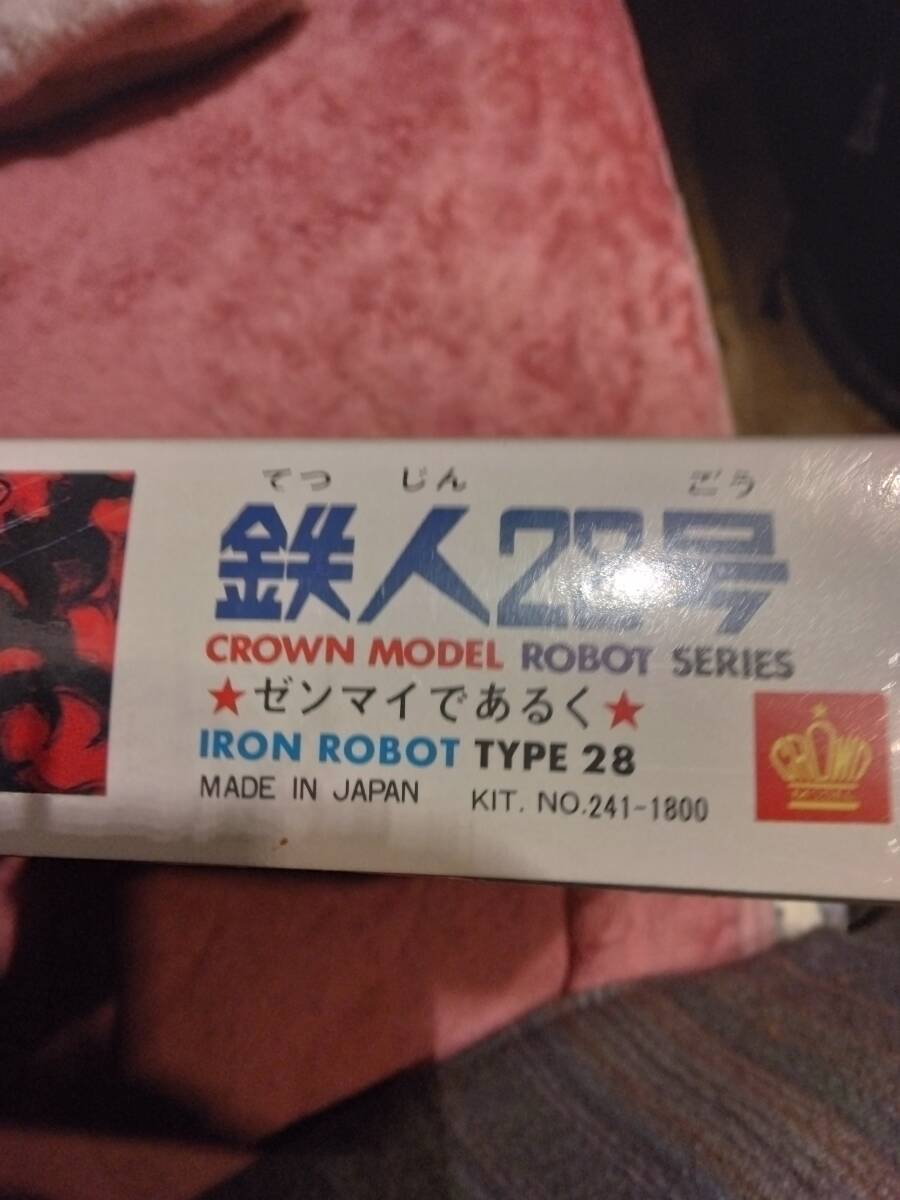 てつ じん ごう
鉄人28号
CROWN MODEL ROBOT SERIES
★ゼンマイであるく★
IRON ROBOT TYPE 28
MADE IN JAPAN KIT. NO.241-1800
CROWN